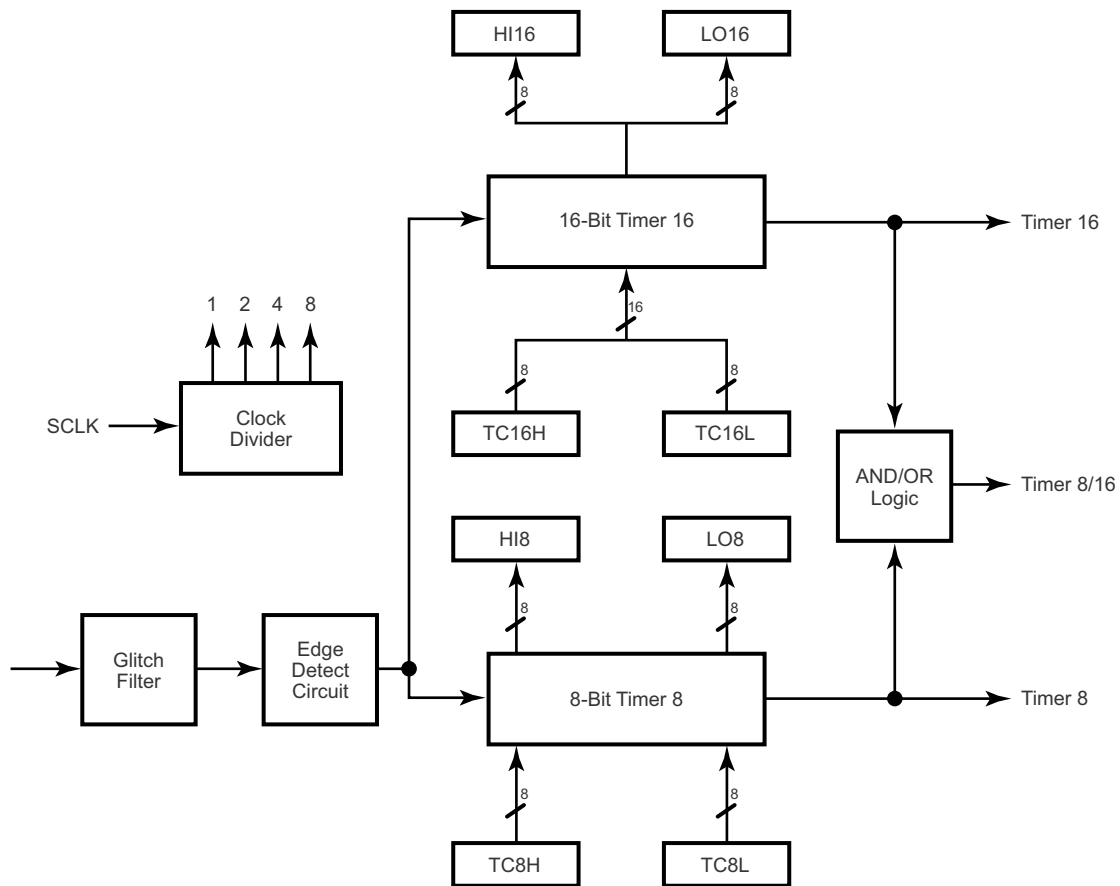 HI16
LO16
8
8
16-Bit Timer 16
Timer 16
1 2 4 8
16
8
8
SCLK
Clock
Divider
TC16H
TC16L
AND/OR
Logic
Timer 8/16
HI8
LO8
8
8
Glitch
Filter
Edge
Detect
Circuit
8-Bit Timer 8
Timer 8
8
8
TC8H
TC8L